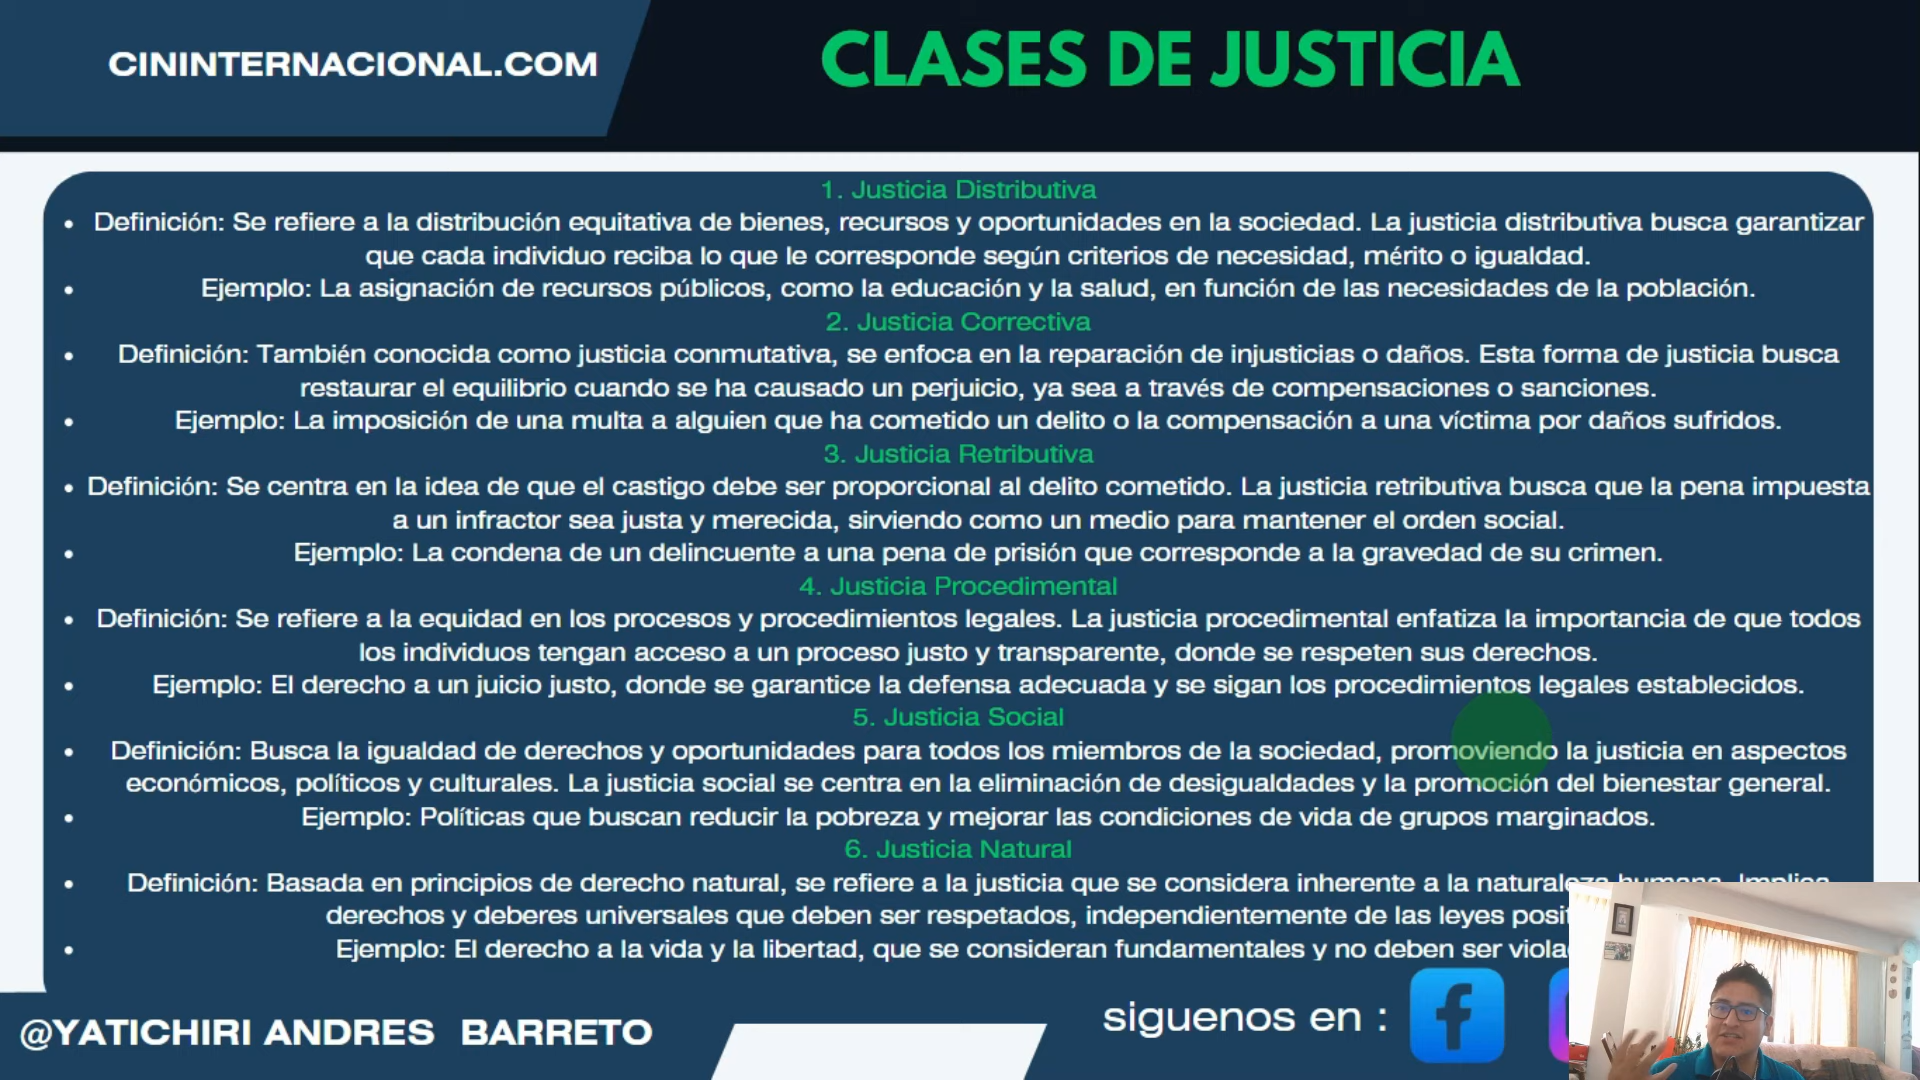 CININTERNACIONAL.COM
CLASES DE JUSTICIA
1. Justicia Distributiva
• Definición: Se refiere a la distribución equitativa de bienes, recursos y oportunidades en la sociedad. La justicia distributiva busca garantizar
que cada individuo reciba lo que le corresponde según criterios de necesidad, mérito o igualdad.
• Ejemplo: La asignación de recursos públicos, como la educación y la salud, en función de las necesidades de la población.
2. Justicia Correctiva
• Definición: También conocida como justicia conmutativa, se enfoca en la reparación de injusticias o daños. Esta forma de justicia busca
restaurar el equilibrio cuando se ha causado un perjuicio, ya sea a través de compensaciones o sanciones.
• Ejemplo: La imposición de una multa a alguien que ha cometido un delito o la compensación a una víctima por daños sufridos.
3. Justicia Retributiva
• Definición: Se centra en la idea de que el castigo debe ser proporcional al delito cometido. La justicia retributiva busca que la pena impuesta
a un infractor sea justa y merecida, sirviendo como un medio para mantener el orden social.
• Ejemplo: La condena de un delincuente a una pena de prisión que corresponde a la gravedad de su crimen.
4. Justicia Procedimental
• Definición: Se refiere a la equidad en los procesos y procedimientos legales. La justicia procedimental enfatiza la importancia de que todos
los individuos tengan acceso a un proceso justo y transparente, donde se respeten sus derechos.
• Ejemplo: El derecho a un juicio justo, donde se garantice la defensa adecuada y se sigan los procedimientos legales establecidos.
5. Justicia Social
• Definición: Busca la igualdad de derechos y oportunidades para todos los miembros de la sociedad, promoviendo la justicia en aspectos
económicos, políticos y culturales. La justicia social se centra en la eliminación de desigualdades y la promoción del bienestar general.
• Ejemplo: Políticas que buscan reducir la pobreza y mejorar las condiciones de vida de grupos marginados.
6. Justicia Natural
• Definición: Basada en principios de derecho natural, se refiere a la justicia que se considera inherente a la naturaleza humana. Implica
derechos y deberes universales que deben ser respetados, independientemente de las leyes
• Ejemplo: El derecho a la vida y la libertad, que se consideran fundamentales y no deben ser
@YATICHIRI ANDRES BARRETO
siguenos en :